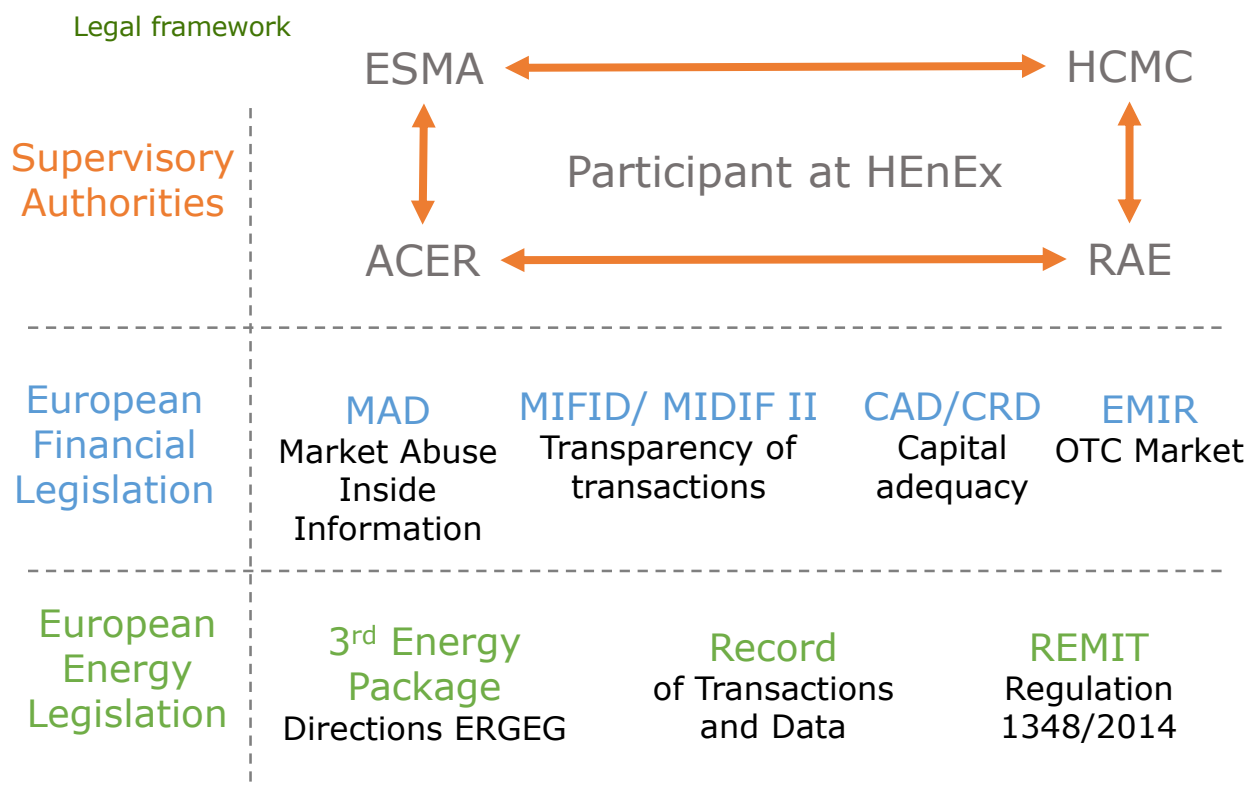 Legal framework
ESMA
HCMC
Supervisory
Authorities
Participant at HEnEx
ACER
RAE
European
Financial
Legislation
MAD
Market Abuse
Inside
Information
MIFID/ MIDIF II
Transparency of
transactions
CAD/CRD
Capital
adequacy
EMIR
OTC Market
European
Energy
Legislation
3rd Energy
Package
Directions ERGEG
Record
of Transactions
and Data
REMIT
Regulation
1348/2014